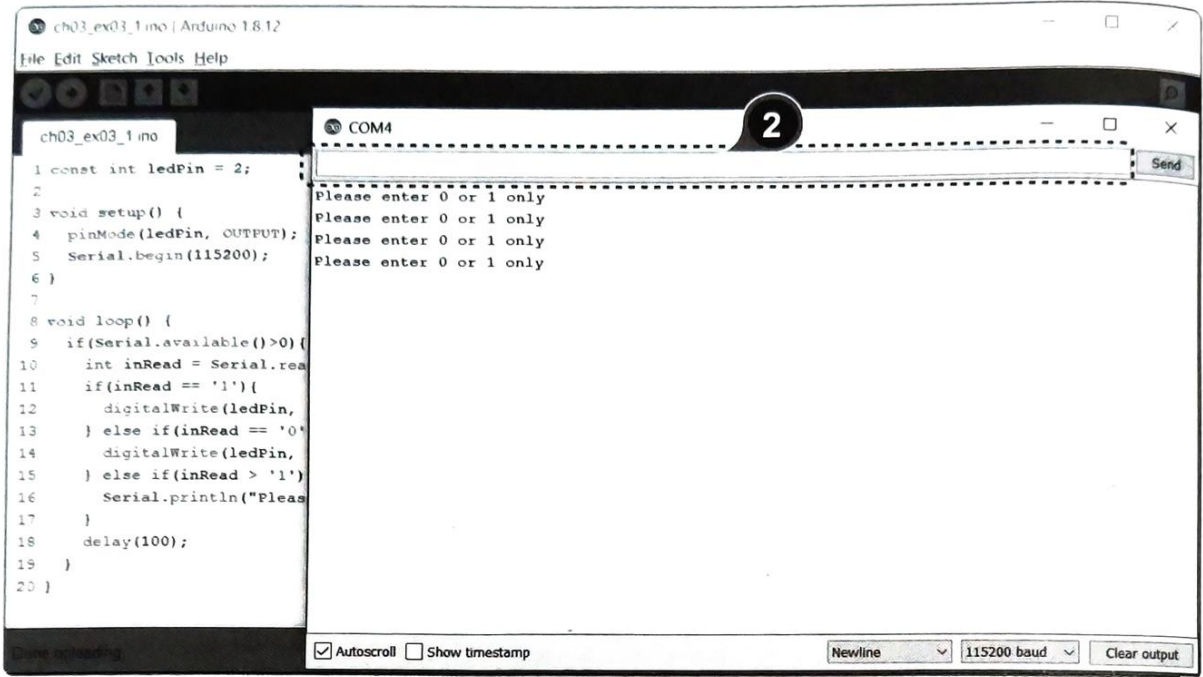 ch03_ex03_1.ino | Arduino 1.8.12
File Edit Sketch Tools Help
ch03_ex03_1.ino
1 const int ledPin = 2;
2
3 void setup() {
4 pinMode(ledPin, OUTPUT);
5 Serial.begin(115200);
6 }
7
8 void loop() {
9 if(Serial.available()>0){
10 int inRead = Serial.rea
11 if(inRead == '1'){
12 digitalWrite(ledPin,
13 } else if(inRead == '0'
14 digitalWrite(ledPin,
15 } else if(inRead > '1')
16 Serial.println("Pleas
17 }
18 delay(100);
19 }
20 }
Done uploading.
COM4
2
Send
Please enter 0 or 1 only
Please enter 0 or 1 only
Please enter 0 or 1 only
Please enter 0 or 1 only
Autoscroll Show timestamp
Newline
115200 baud
Clear output